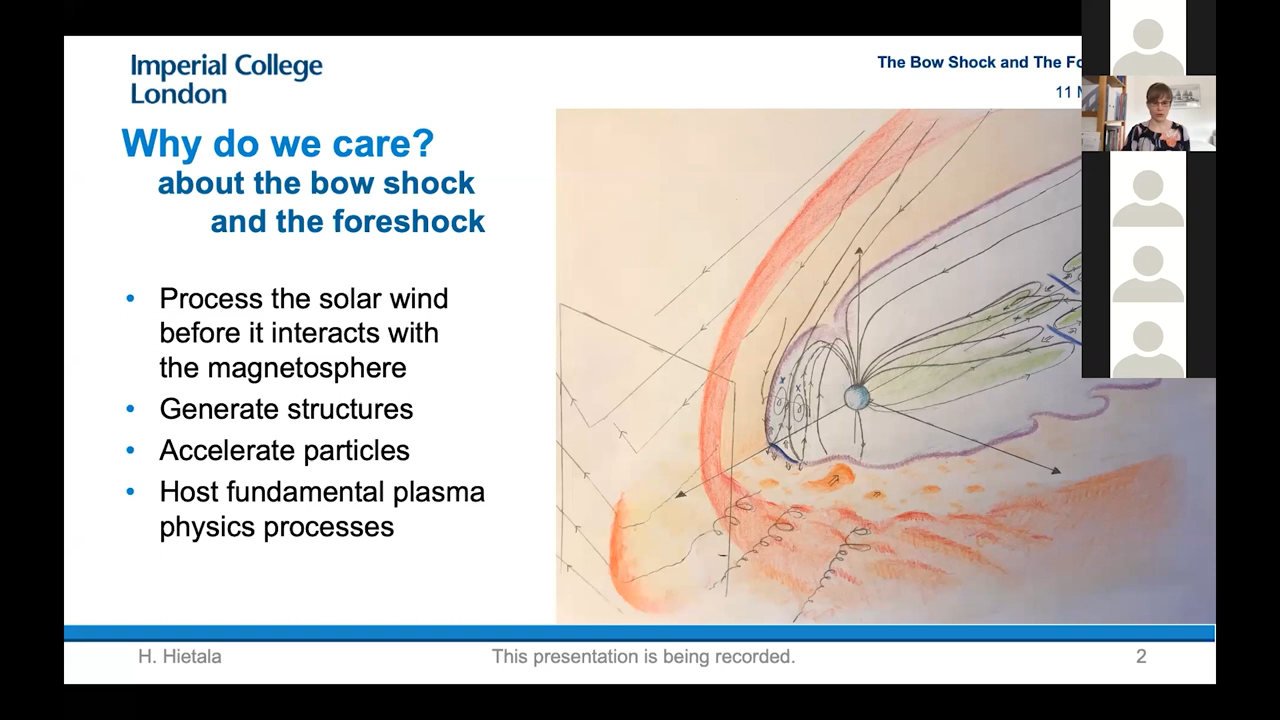 Imperial College
London
The Bow Shock and The
11
Why do we care?
about the bow shock
and the foreshock
• Process the solar wind
before it interacts with
the magnetosphere
• Generate structures
• Accelerate particles
• Host fundamental plasma
physics processes
H. Hietala
This presentation is being recorded.
2